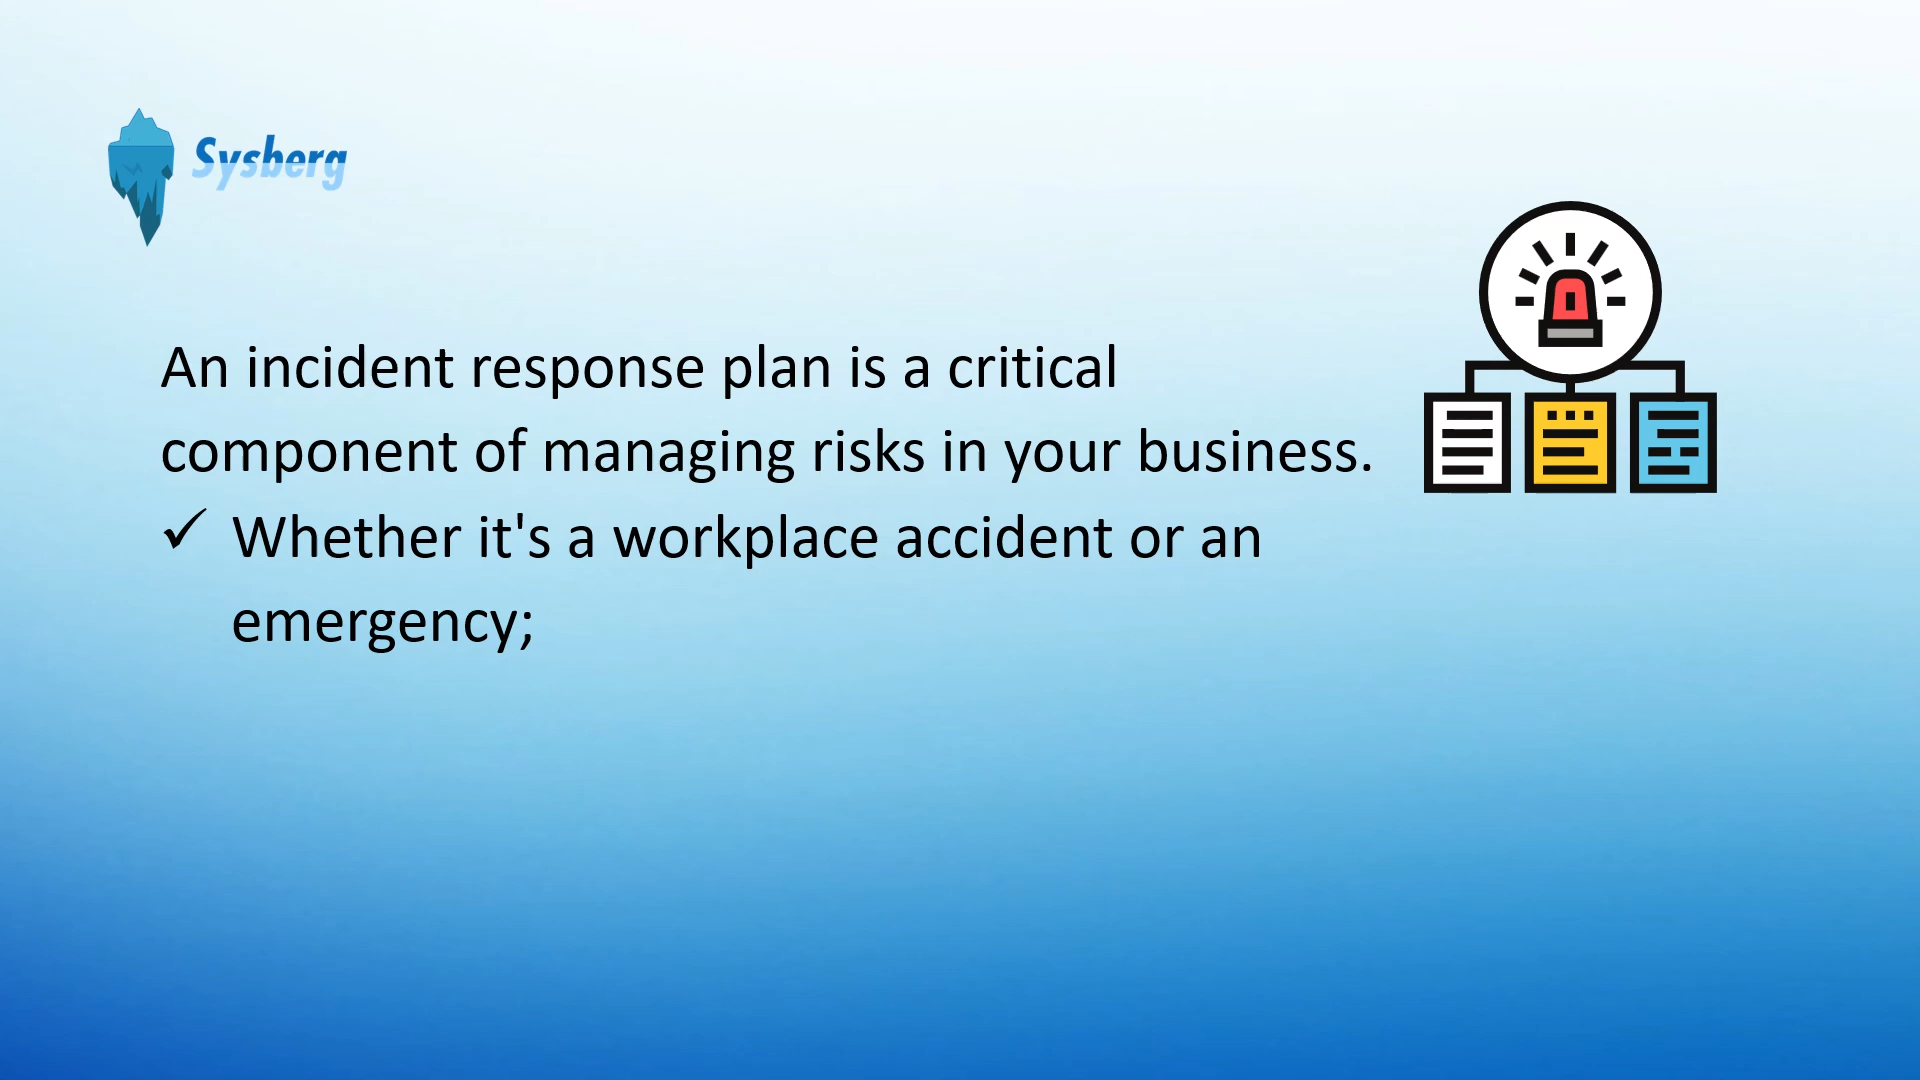 Sysberg
An incident response plan is a critical
component of managing risks in your business.
✓ Whether it's a workplace accident or an
emergency;